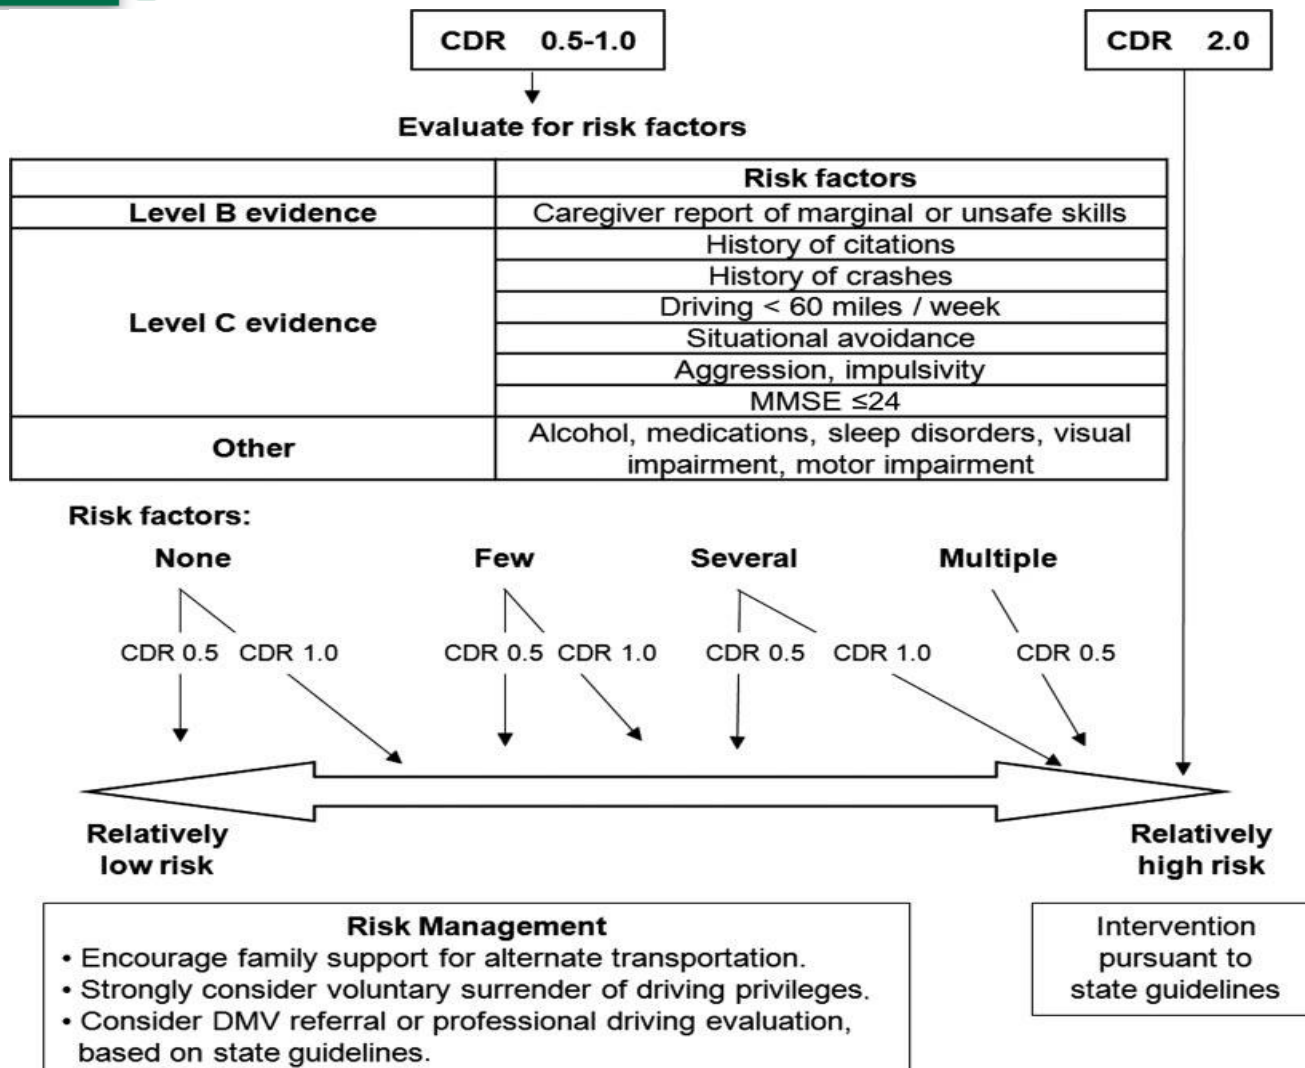 CDR 0.5-1.0
CDR 2.0
Evaluate for risk factors
Risk factors
Level B evidence
Caregiver report of marginal or unsafe skills
Level C evidence
History of citations
History of crashes
Driving < 60 miles / week
Situational avoidance
Aggression, impulsivity
MMSE ≤24
Other
Alcohol, medications, sleep disorders, visual
impairment, motor impairment
Risk factors:
None
Few
Several
Multiple
CDR 0.5
CDR 1.0
CDR 0.5
CDR 1.0
CDR 0.5
CDR 1.0
CDR 0.5
Relatively
low risk
Relatively
high risk
Risk Management
• Encourage family support for alternate transportation.
• Strongly consider voluntary surrender of driving privileges.
• Consider DMV referral or professional driving evaluation,
based on state guidelines.
Intervention
pursuant to
state guidelines